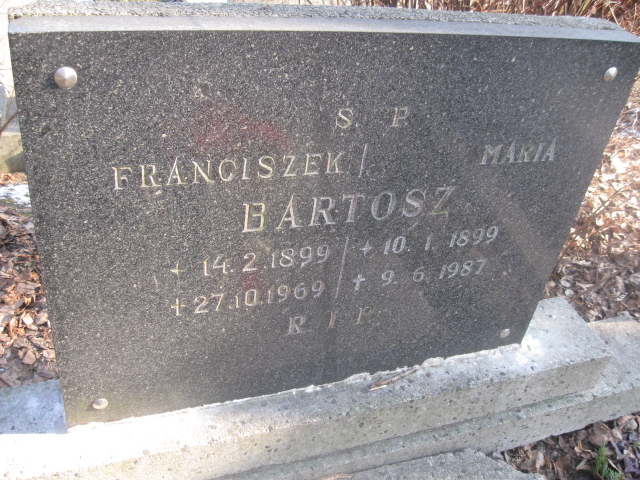 S. P.
FRANCISZEK / MARIA
BARTOSZ
+ 14.2.1899 / + 10.1.1899
+ 27.10.1969 / + 9.6.1987
R I P